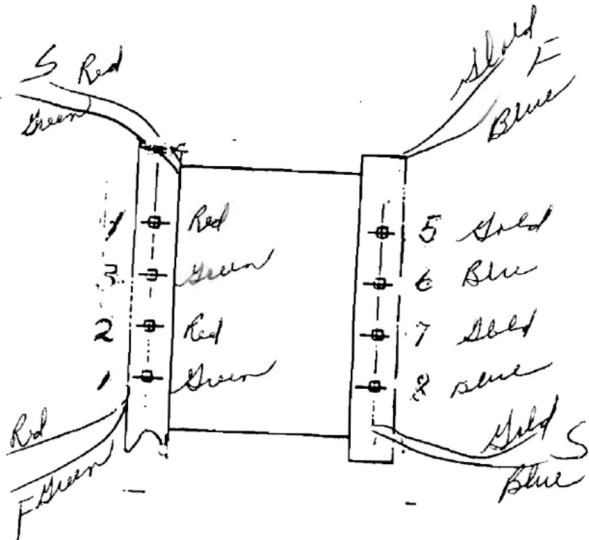 S Red
Green
Gold
F
Blue
4 Red
3 Green
2 Red
1 Green
5 Gold
6 Blue
7 Gold
8 Blue
Red
F Green
Gold S
Blue